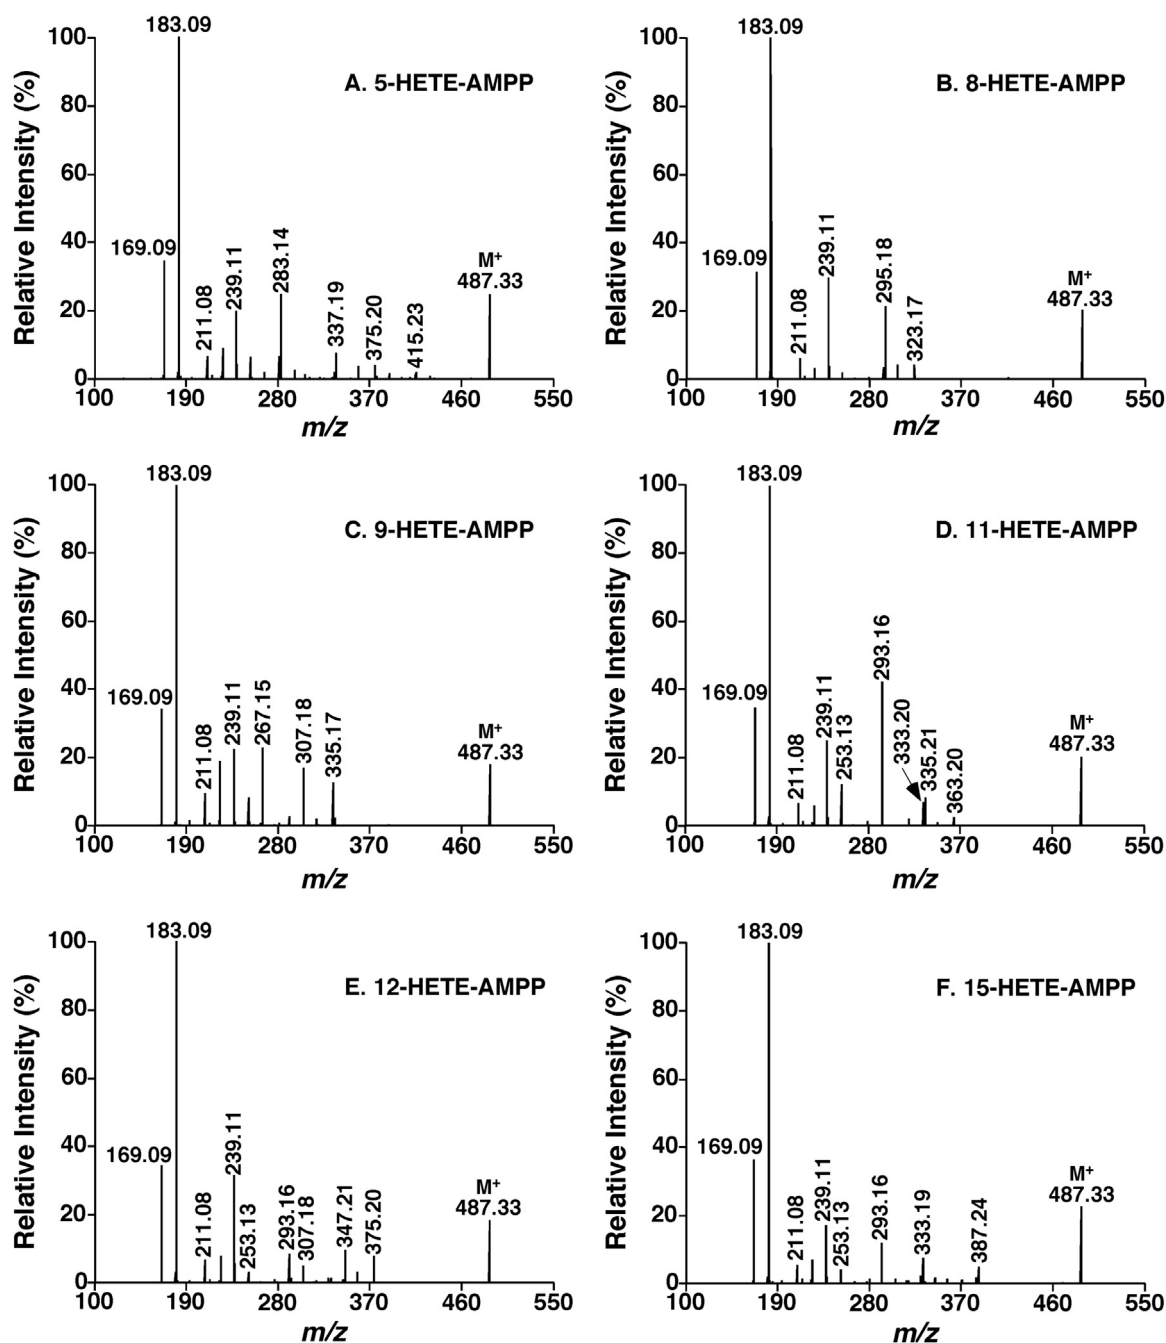 183.09
100
80
60
40
20
0
Relative Intensity (%)
A. 5-HETE-AMPP
169.09
211.08
239.11
283.14
337.19
375.20
415.23
M⁺
487.33
100 190 280 370 460 550
m/z
183.09
100
80
60
40
20
0
Relative Intensity (%)
B. 8-HETE-AMPP
169.09
211.08
239.11
295.18
323.17
M⁺
487.33
100 190 280 370 460 550
m/z
183.09
100
80
60
40
20
0
Relative Intensity (%)
C. 9-HETE-AMPP
169.09
211.08
239.11
267.15
307.18
335.17
M⁺
487.33
100 190 280 370 460 550
m/z
183.09
100
80
60
40
20
0
Relative Intensity (%)
D. 11-HETE-AMPP
169.09
211.08
239.11
253.13
293.16
333.20
335.21
363.20
M⁺
487.33
100 190 280 370 460 550
m/z
183.09
100
80
60
40
20
0
Relative Intensity (%)
E. 12-HETE-AMPP
169.09
211.08
239.11
253.13
293.16
307.18
347.21
375.20
M⁺
487.33
100 190 280 370 460 550
m/z
183.09
100
80
60
40
20
0
Relative Intensity (%)
F. 15-HETE-AMPP
169.09
211.08
239.11
253.13
293.16
333.19
387.24
M⁺
487.33
100 190 280 370 460 550
m/z